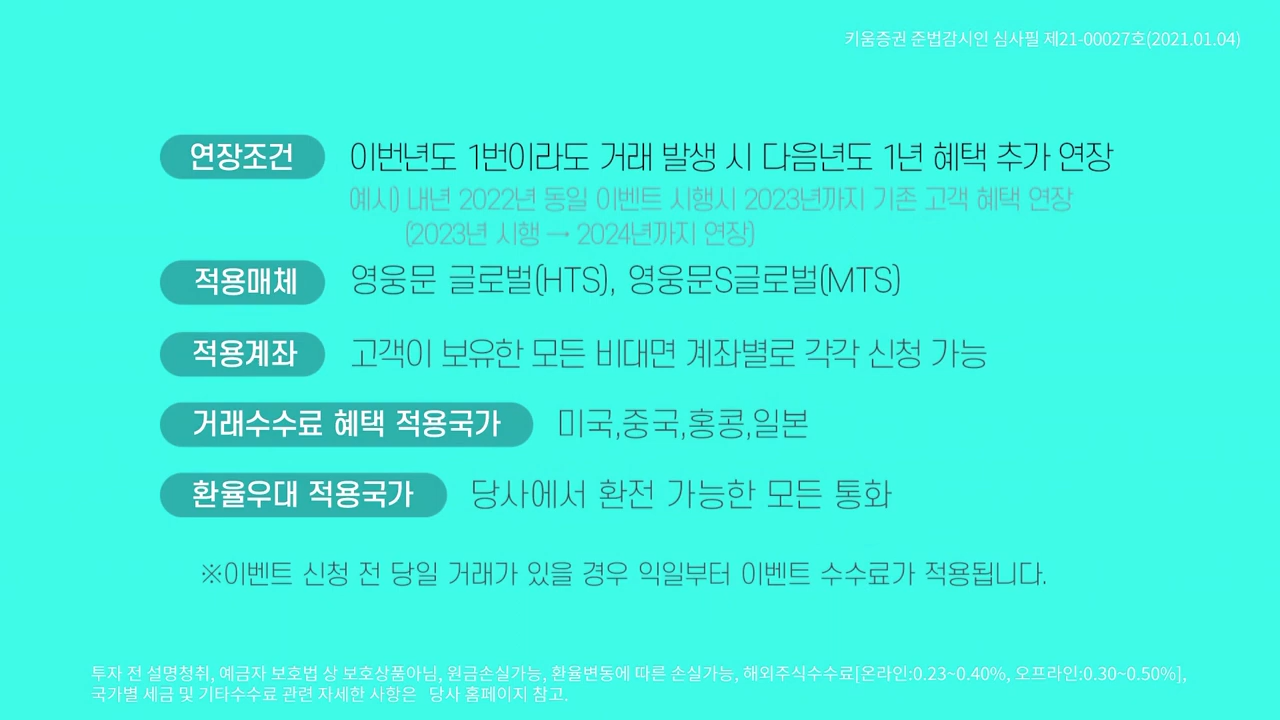 키움증권 준법감시인 심사필 제21-00027호(2021.01.04)
연장조건 이번년도 1번이라도 거래 발생 시 다음년도 1년 혜택 추가 연장
예시) 내년 2022년 동일 이벤트 시행시 2023년까지 기존 고객 혜택 연장
(2023년 시행 → 2024년까지 연장)
적용매체 영웅문 글로벌(HTS), 영웅문S글로벌(MTS)
적용계좌 고객이 보유한 모든 비대면 계좌별로 각각 신청 가능
거래수수료 혜택 적용국가 미국,중국,홍콩,일본
환율우대 적용국가 당사에서 환전 가능한 모든 통화
※이벤트 신청 전 당일 거래가 있을 경우 익일부터 이벤트 수수료가 적용됩니다.
투자 전 설명청취, 예금자 보호법 상 보호상품아님, 원금손실가능, 환율변동에 따른 손실가능, 해외주식수수료[온라인:0.23~0.40%, 오프라인:0.30~0.50%],
국가별 세금 및 기타수수료 관련 자세한 사항은 당사 홈페이지 참고.